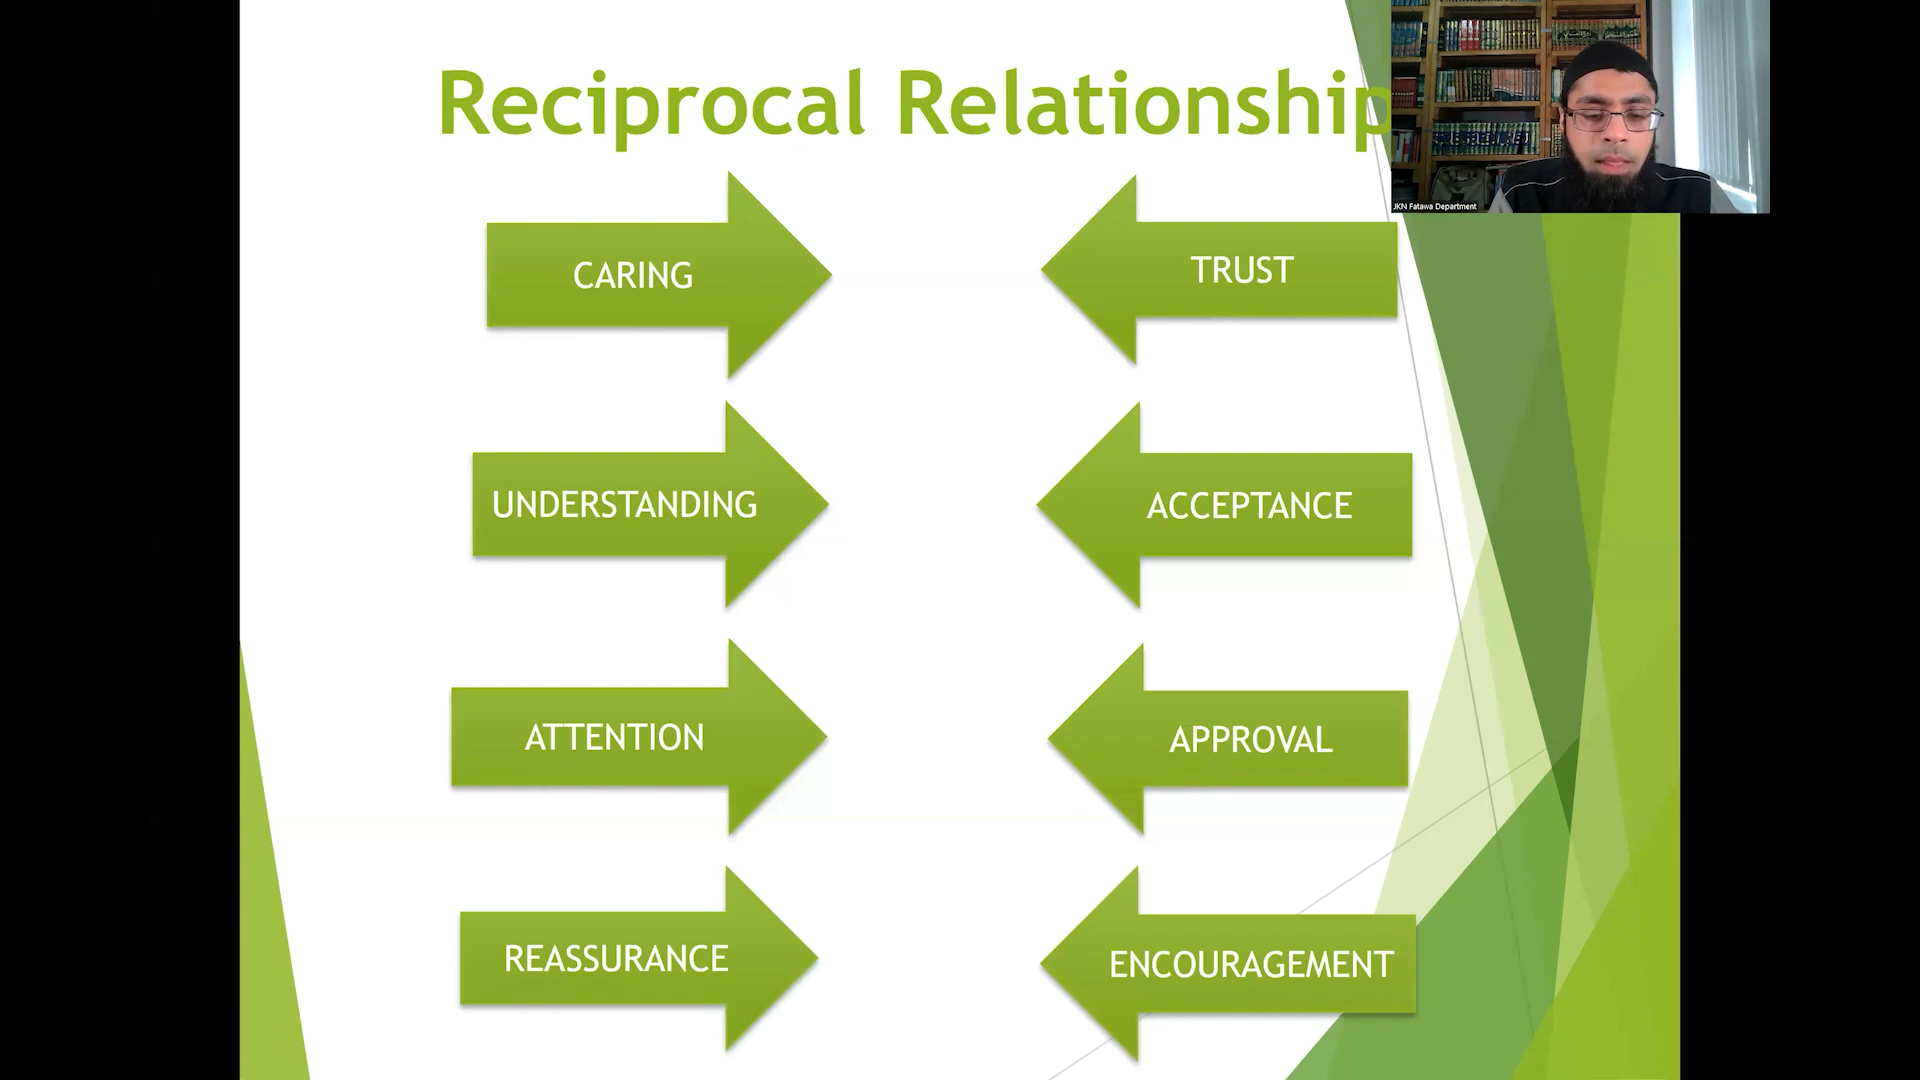 Reciprocal Relationship
JKN Fatawa Department
CARING
TRUST
UNDERSTANDING
ACCEPTANCE
ATTENTION
APPROVAL
REASSURANCE
ENCOURAGEMENT